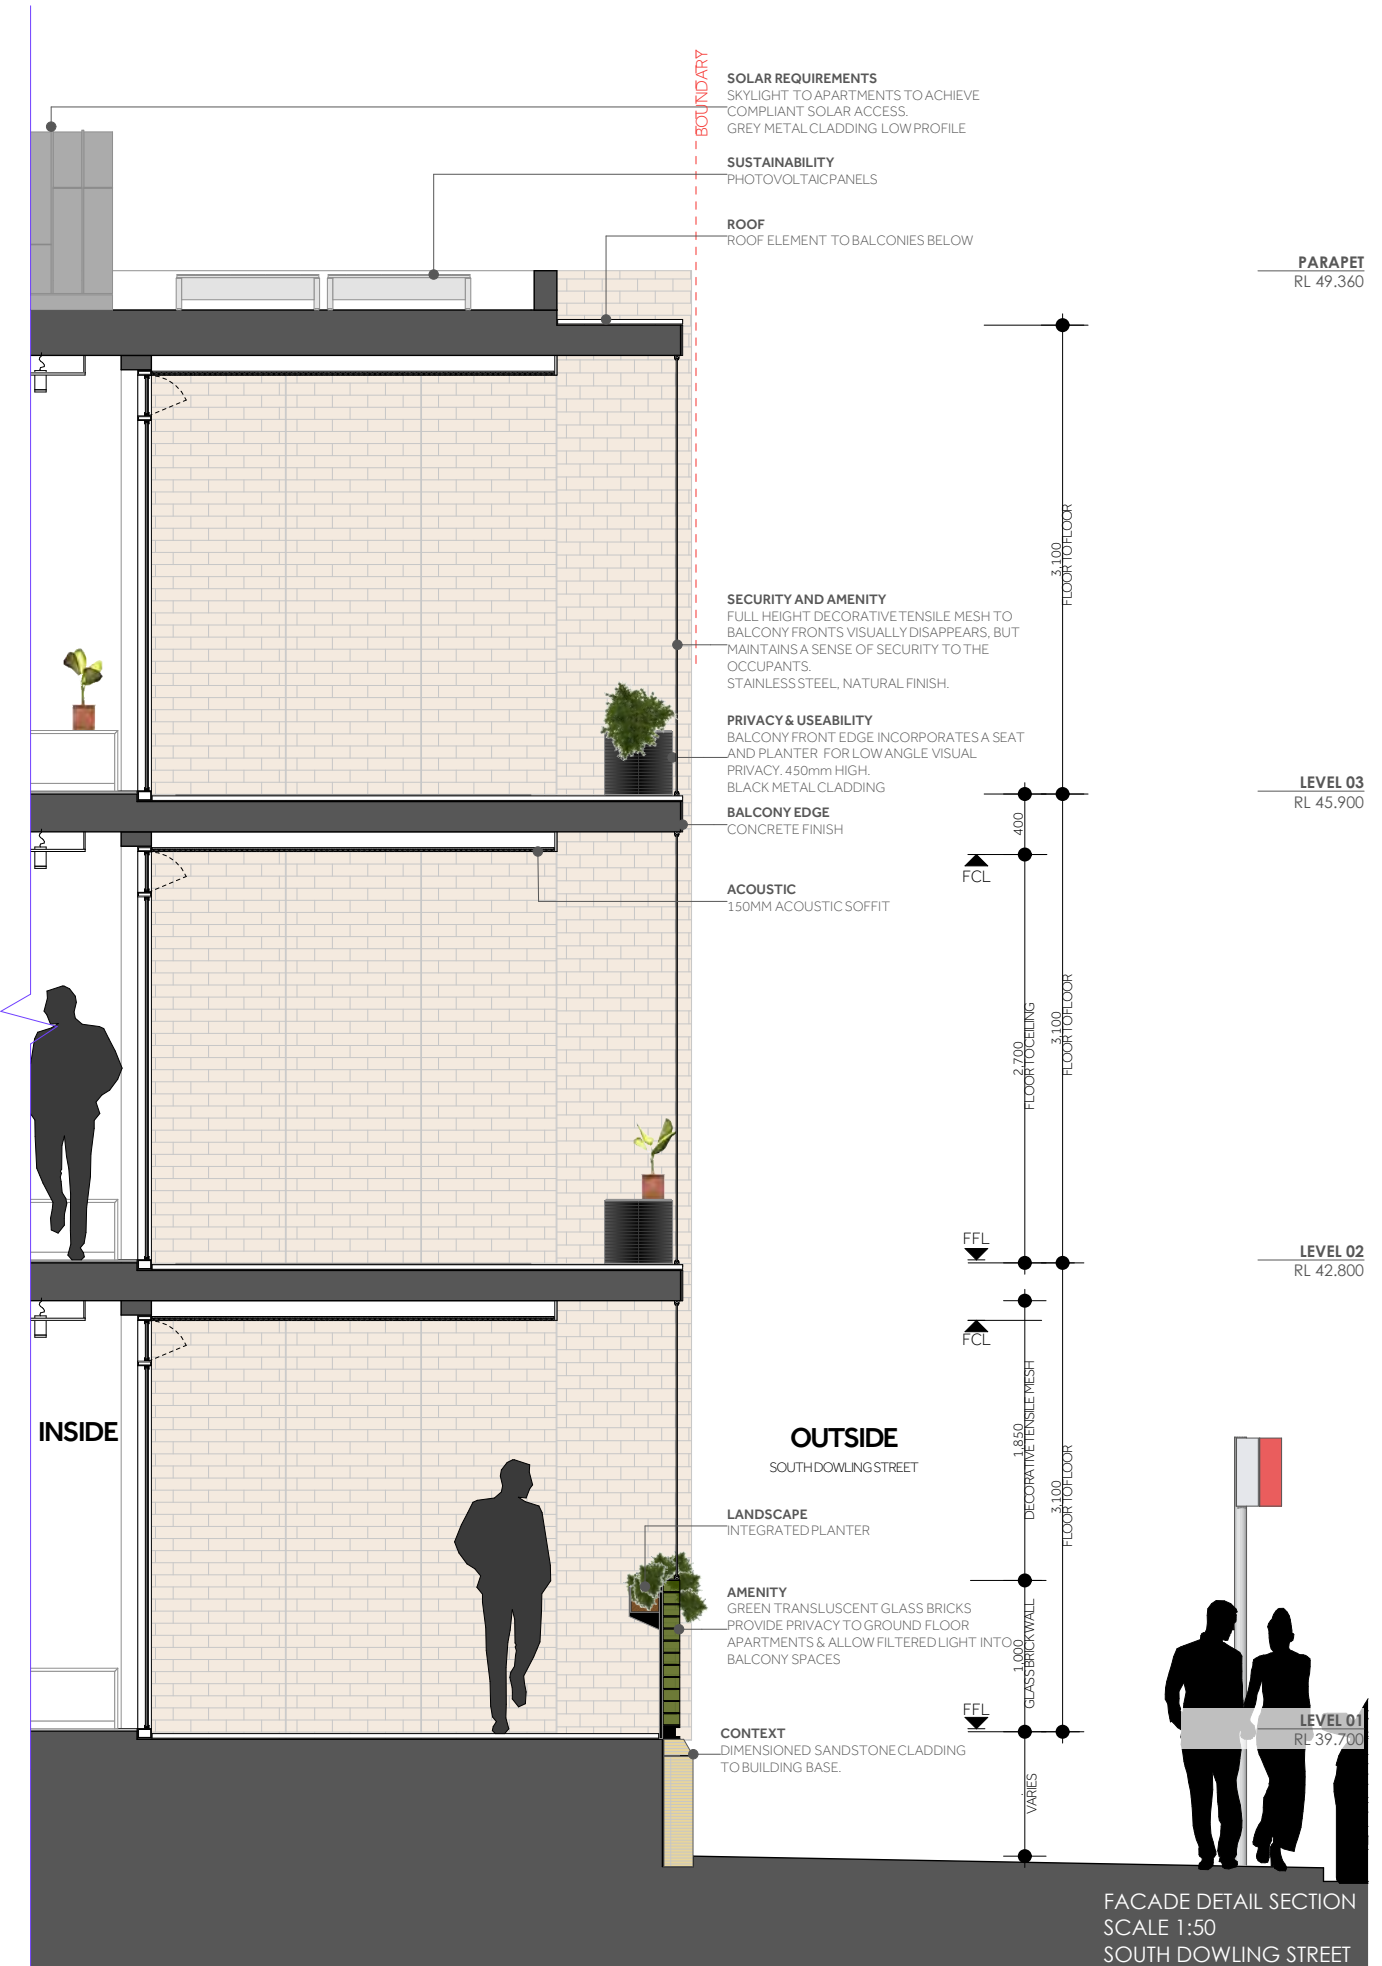 BOUNDARY
SOLAR REQUIREMENTS
SKYLIGHT TO APARTMENTS TO ACHIEVE
COMPLIANT SOLAR ACCESS.
GREY METAL CLADDING LOW PROFILE
SUSTAINABILITY
PHOTOVOLTAIC PANELS
ROOF
ROOF ELEMENT TO BALCONIES BELOW
PARAPET
RL 49.360
3,100
FLOOR TO FLOOR
SECURITY AND AMENITY
FULL HEIGHT DECORATIVE TENSILE MESH TO
BALCONY FRONTS VISUALLY DISAPPEARS, BUT
MAINTAINS A SENSE OF SECURITY TO THE
OCCUPANTS.
STAINLESS STEEL, NATURAL FINISH.
PRIVACY & USEABILITY
BALCONY FRONT EDGE INCORPORATES A SEAT
AND PLANTER FOR LOW ANGLE VISUAL
PRIVACY. 450mm HIGH.
BLACK METAL CLADDING
LEVEL 03
RL 45.900
BALCONY EDGE
CONCRETE FINISH
400
FCL
ACOUSTIC
150MM ACOUSTIC SOFFIT
2,700
FLOOR TO CEILING
3,100
FLOOR TO FLOOR
FFL
LEVEL 02
RL 42.800
FCL
INSIDE
OUTSIDE
SOUTH DOWLING STREET
1,850
DECORATIVE TENSILE MESH
3,100
FLOOR TO FLOOR
LANDSCAPE
INTEGRATED PLANTER
AMENITY
GREEN TRANSLUSCENT GLASS BRICKS
PROVIDE PRIVACY TO GROUND FLOOR
APARTMENTS & ALLOW FILTERED LIGHT INTO
BALCONY SPACES
1,000
GLASS BRICK WALL
FFL
LEVEL 01
RL 39.700
CONTEXT
DIMENSIONED SANDSTONE CLADDING
TO BUILDING BASE.
VARIES
FACADE DETAIL SECTION
SCALE 1:50
SOUTH DOWLING STREET